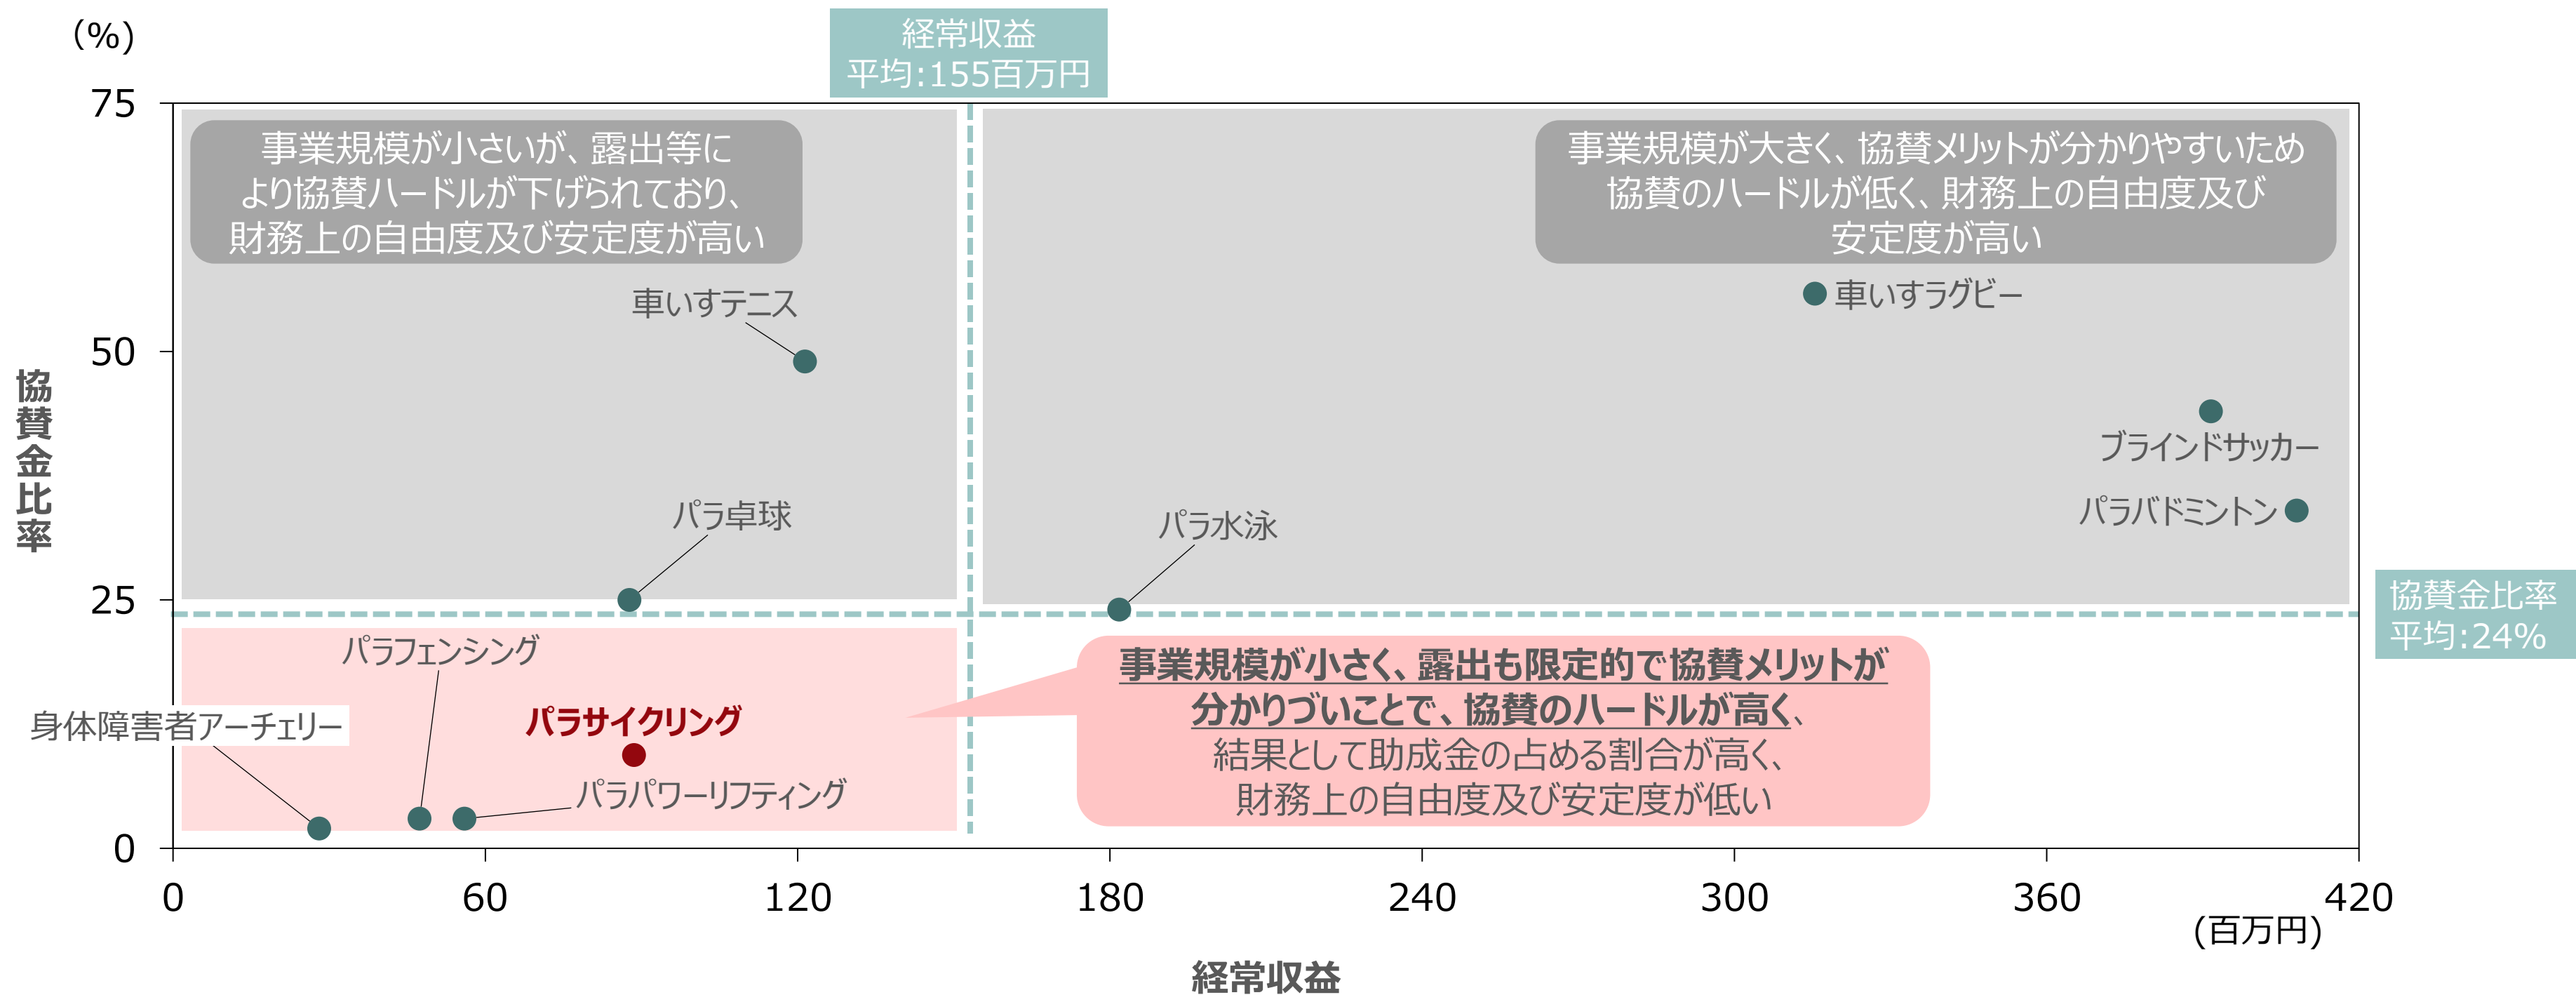 (%)
経常収益
平均:155百万円
75
事業規模が小さいが、露出等に
より協賛ハードルが下げられており、
財務上の自由度及び安定度が高い
事業規模が大きく、協賛メリットが分かりやすいため
協賛のハードルが低く、財務上の自由度及び
安定度が高い
車いすテニス
車いすラグビー
50
協賛金比率
ブラインドサッカー
パラ卓球
パラ水泳
パラバドミントン
25
協賛金比率
平均:24%
パラフェンシング
身体障害者アーチェリー
パラサイクリング
パラパワーリフティング
事業規模が小さく、露出も限定的で協賛メリットが
分かりづいことで、協賛のハードルが高く、
結果として助成金の占める割合が高く、
財務上の自由度及び安定度が低い
0
0
60
120
180
240
300
360
420
(百万円)
経常収益